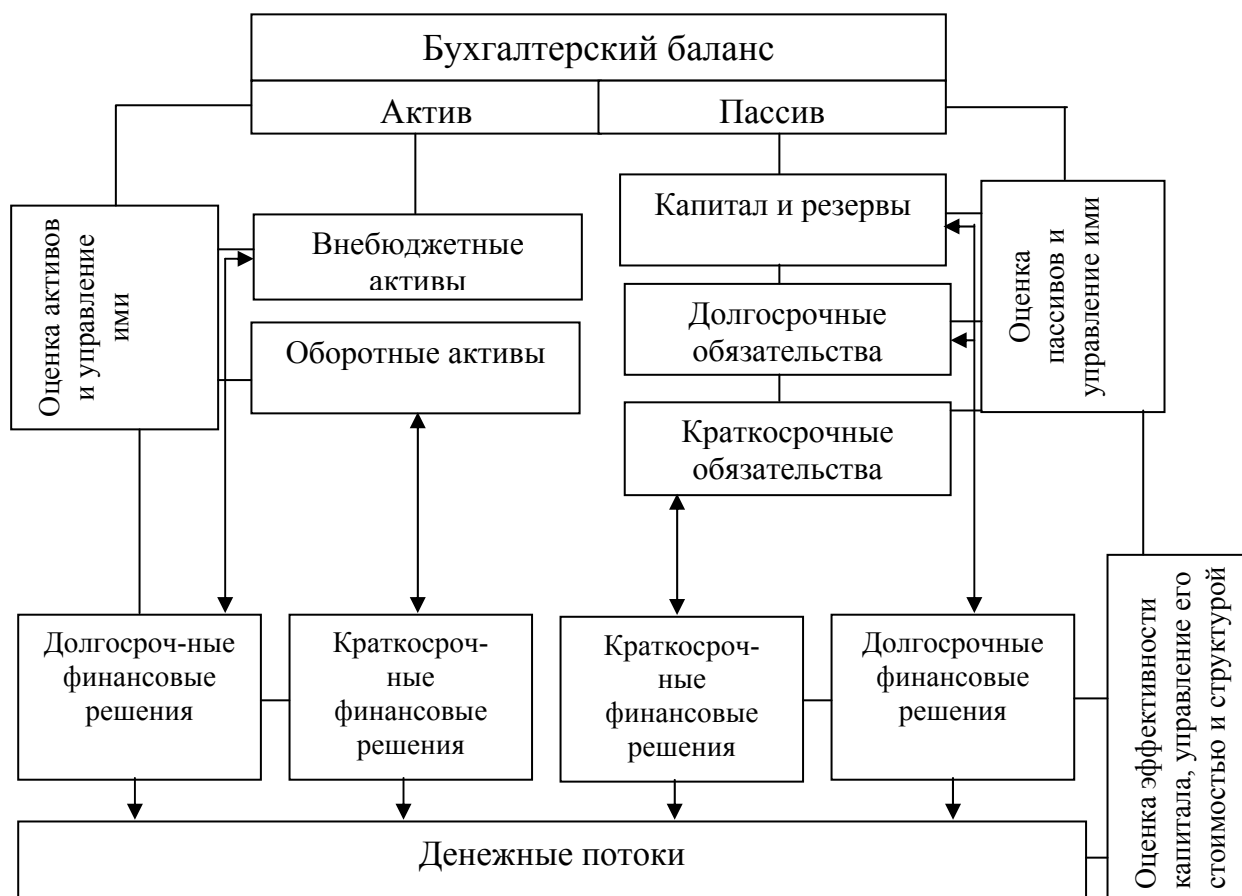 Бухгалтерский баланс
Актив
Пассив
Оценка активов
и управление
ими
Внебюджетные
активы
Оборотные активы
Капитал и резервы
Долгосрочные
обязательства
Краткосрочные
обязательства
Оценка
пассивов и
управление ими
Долгосроч-ные
финансовые
решения
Краткосроч-
ные
финансовые
решения
Краткосроч-
ные
финансовые
решения
Долгосрочные
финансовые
решения
Оценка эффективности
капитала, управление его
стоимостью и структурой
Денежные потоки